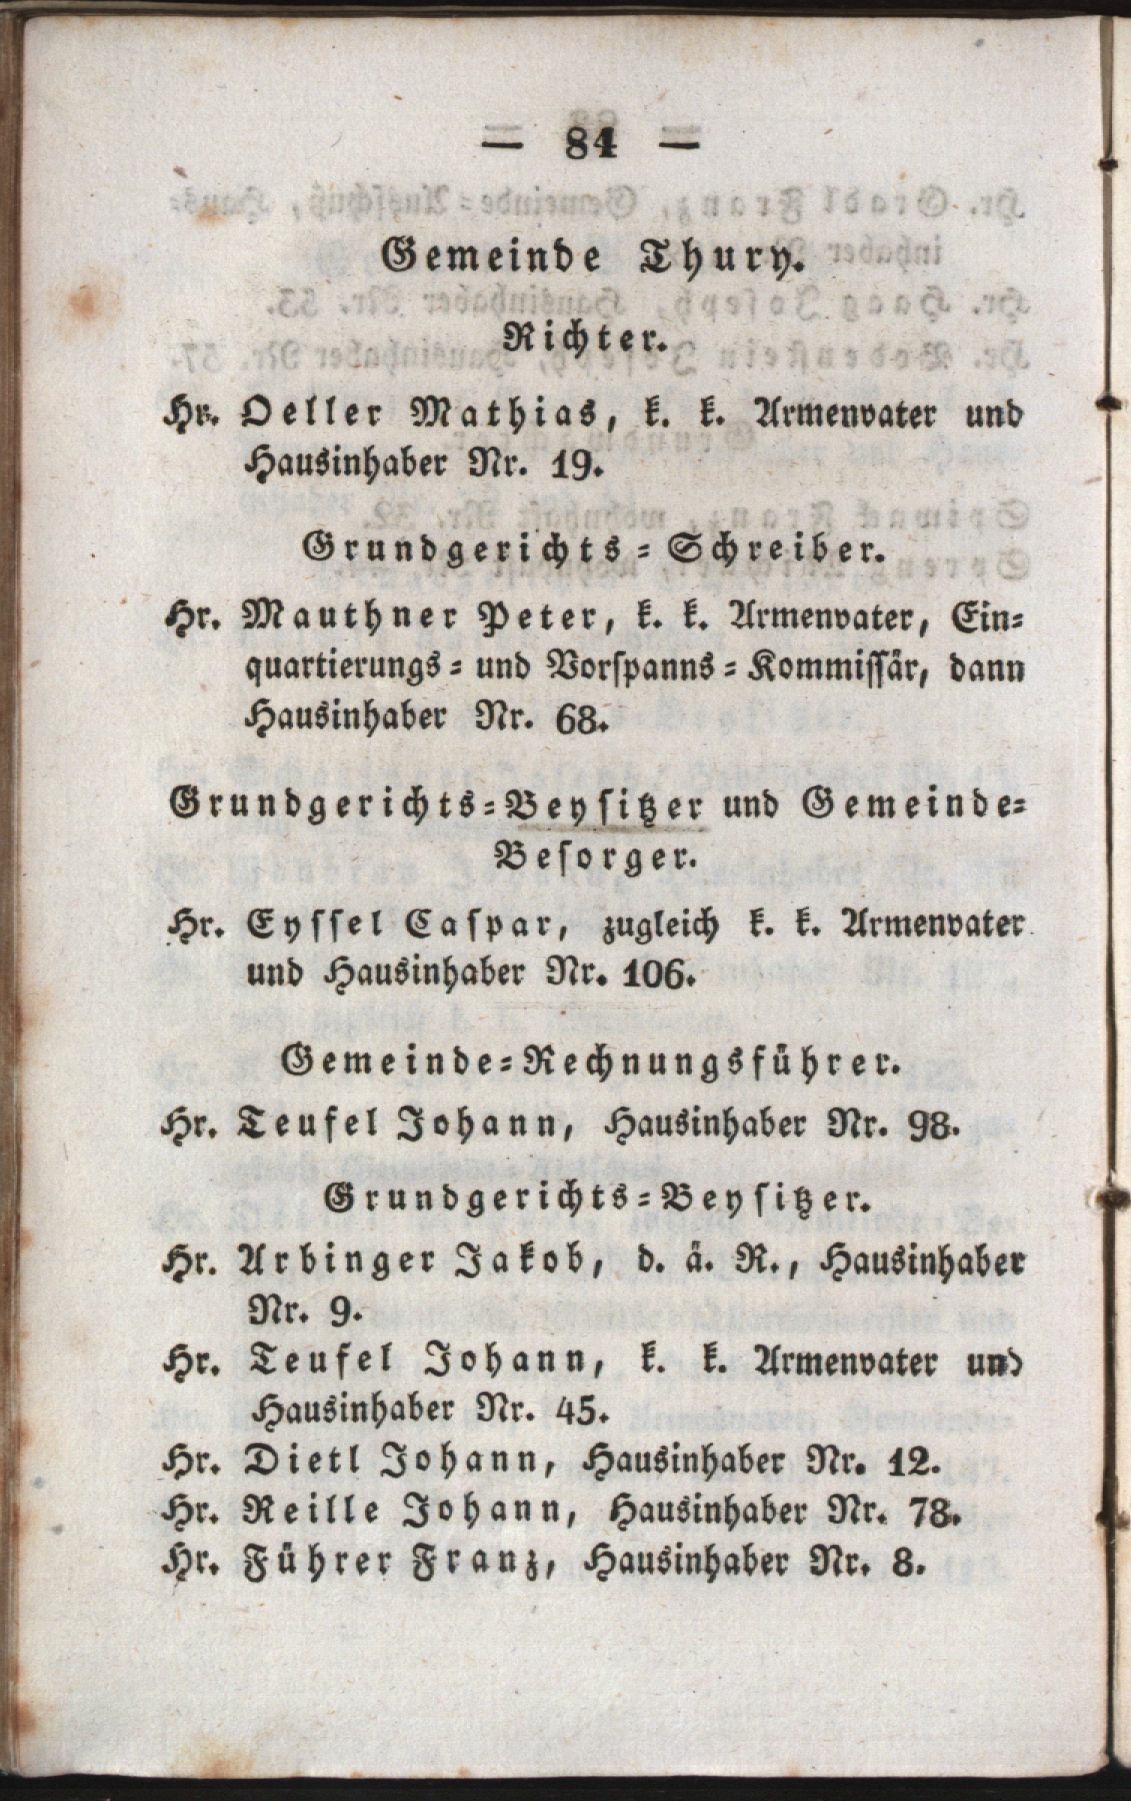 — 84 —
Gemeinde Thury.
Richter.
Hr. Oeller Mathias, k. k. Armenvater und
Hausinhaber Nr. 19.
Grundgerichts-Schreiber.
Hr. Mauthner Peter, k. k. Armenvater, Ein-
quartierungs- und Vorspanns-Kommissär, dann
Hausinhaber Nr. 68.
Grundgerichts-Beysitzer und Gemeinde-
Besorger.
Hr. Eyssel Caspar, zugleich k. k. Armenvater
und Hausinhaber Nr. 106.
Gemeinde-Rechnungsführer.
Hr. Teufel Johann, Hausinhaber Nr. 98.
Grundgerichts-Beysitzer.
Hr. Arbinger Jakob, d. ä. R., Hausinhaber
Nr. 9.
Hr. Teufel Johann, k. k. Armenvater und
Hausinhaber Nr. 45.
Hr. Dietl Johann, Hausinhaber Nr. 12.
Hr. Reille Johann, Hausinhaber Nr. 78.
Hr. Führer Franz, Hausinhaber Nr. 8.